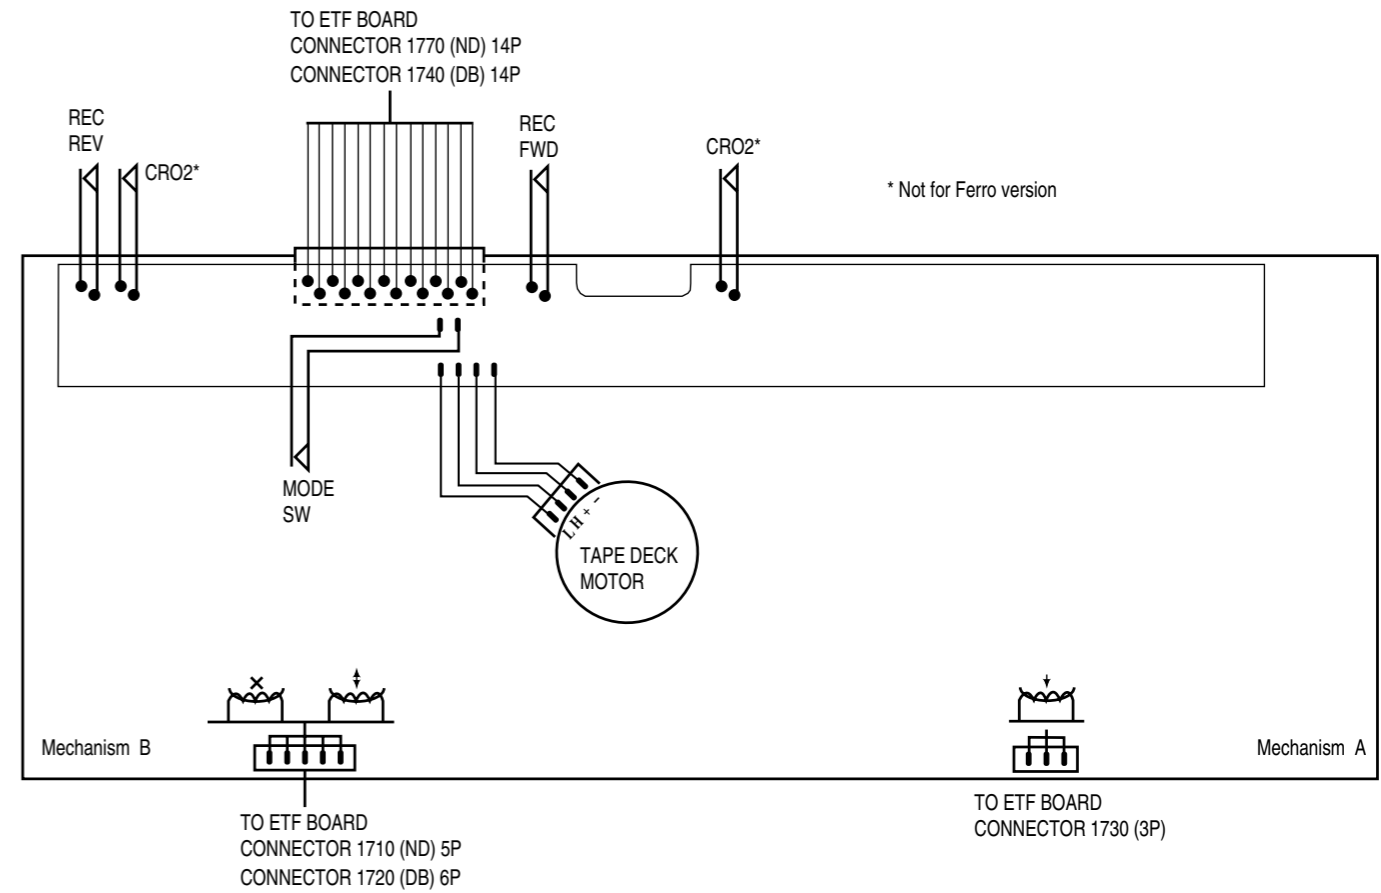 TO ETF BOARD
CONNECTOR 1770 (ND) 14P
CONNECTOR 1740 (DB) 14P
REC
REV
CRO2*
REC
FWD
CRO2*
* Not for Ferro version
MODE
SW
L H + -
TAPE DECK
MOTOR
Mechanism B
Mechanism A
TO ETF BOARD
CONNECTOR 1710 (ND) 5P
CONNECTOR 1720 (DB) 6P
TO ETF BOARD
CONNECTOR 1730 (3P)